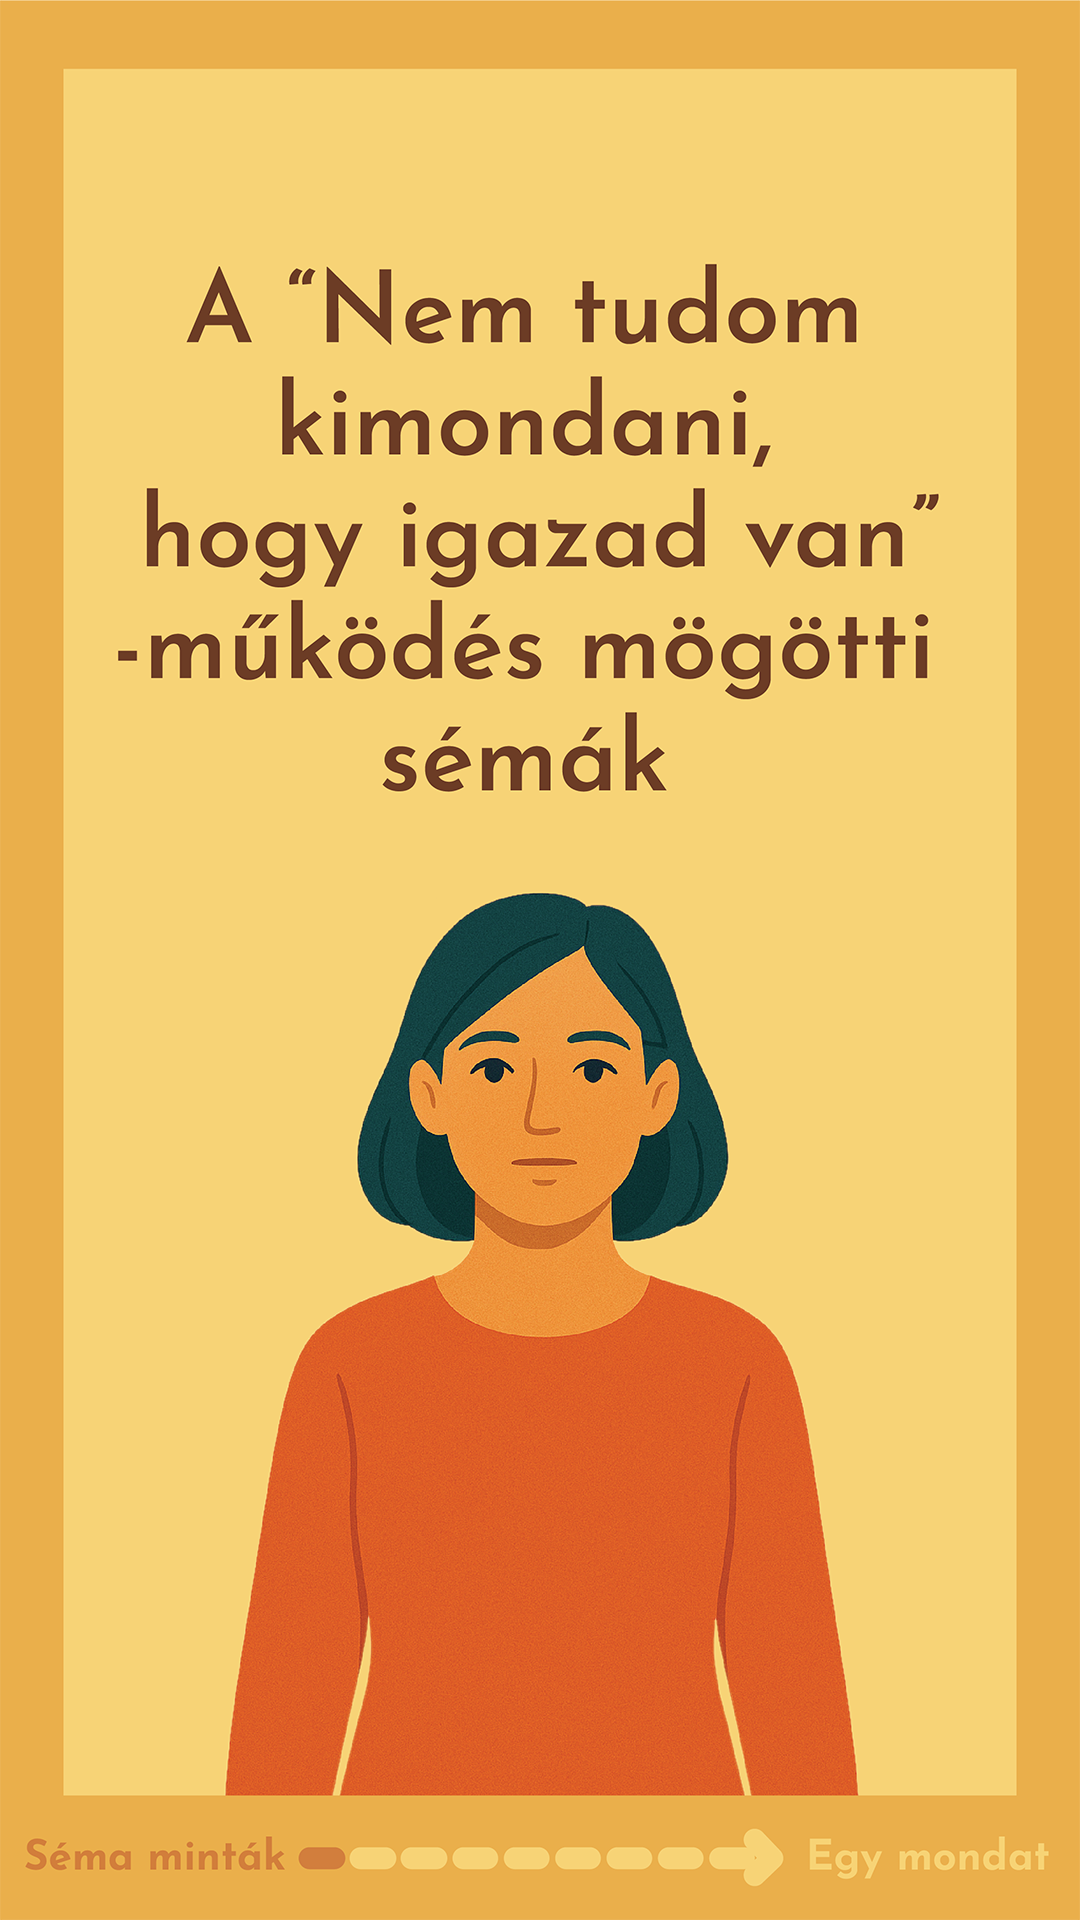 A “Nem tudom
kimondani,
hogy igazad van”
-működés mögötti
sémák
Séma minták
Egy mondat